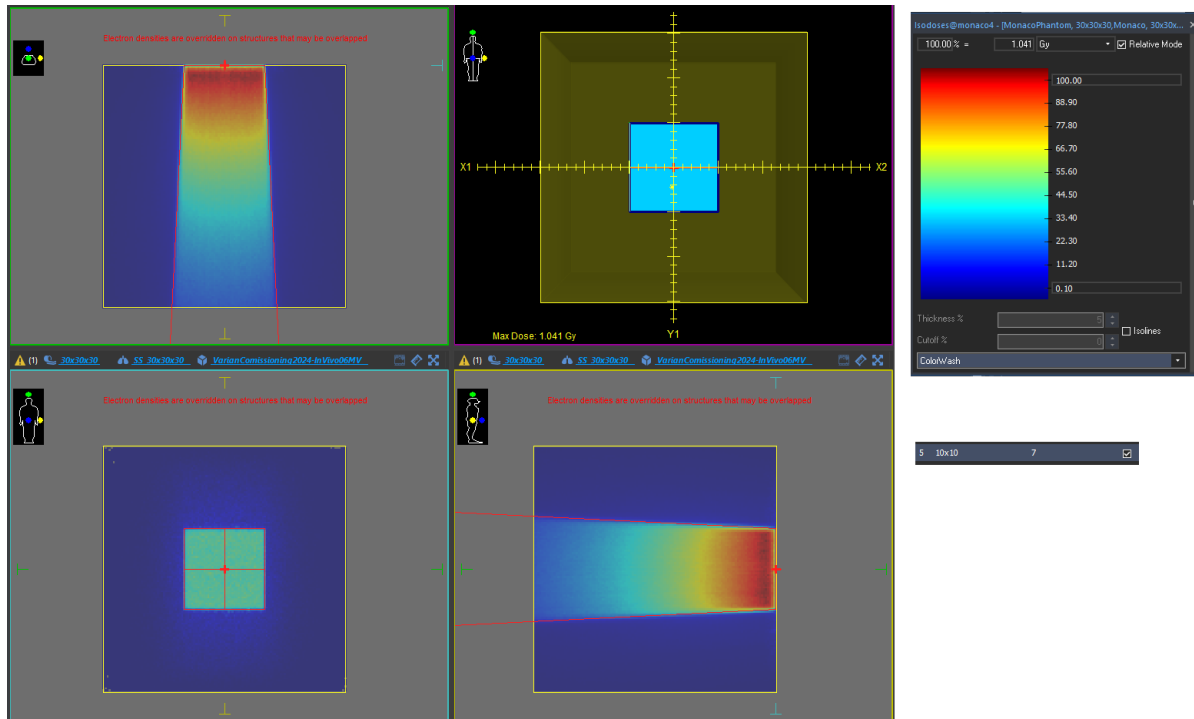 Electron densities are overridden on structures that may be overlapped
X1
X2
Max Dose: 1.041 Gy
Y1
(1) 30x30x30 SS_30x30x30 VarianComissioning2024-InVivo06MV
(1) 30x30x30 SS_30x30x30 VarianComissioning2024-InVivo06MV
Electron densities are overridden on structures that may be overlapped
Electron densities are overridden on structures that may be overlapped
Isodoses@monaco4 - [MonacoPhantom, 30x30x30,Monaco, 30x30x...
100.00 % = 1.041 Gy Relative Mode
100.00
88.90
77.80
66.70
55.60
44.50
33.40
22.30
11.20
0.10
Thickness % 5
Isolines
Cutoff % 0
ColorWash
5 10x10 7